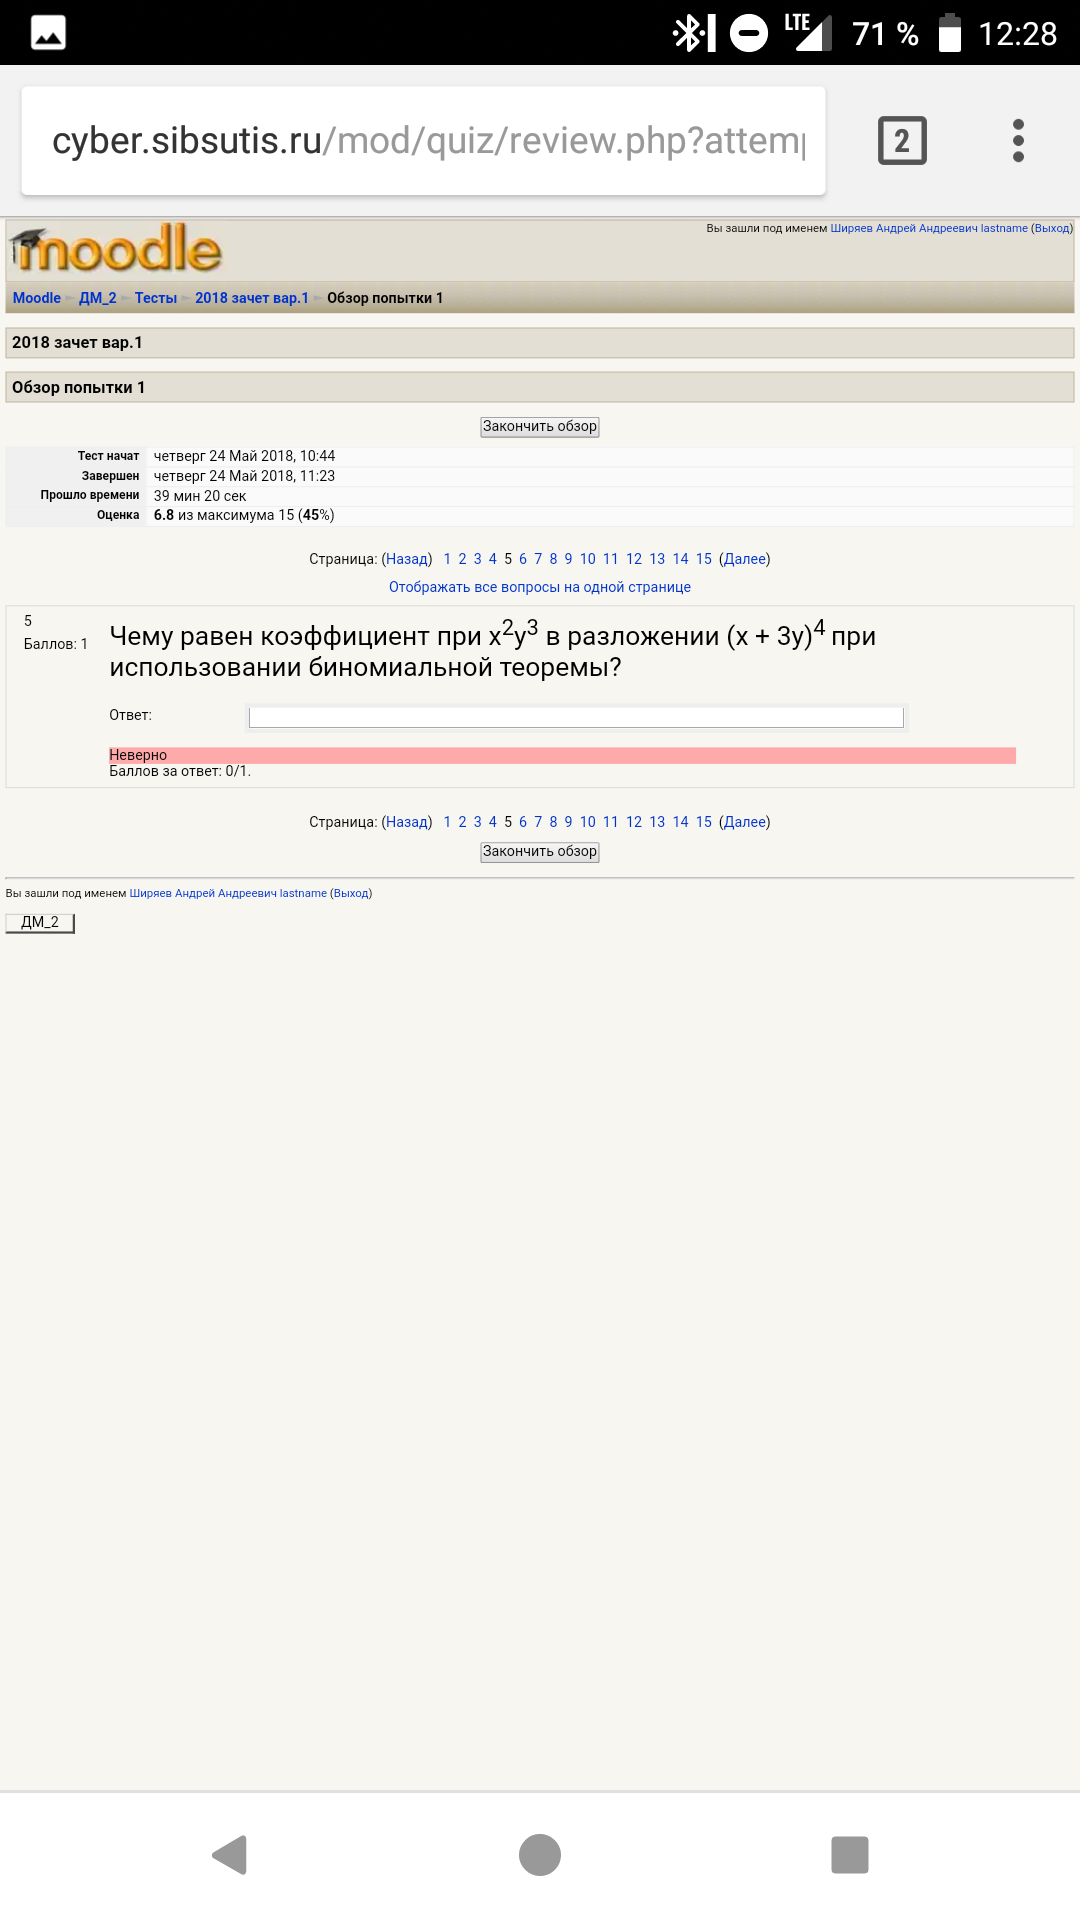 LTE 71 % 12:28
cyber.sibsutis.ru/mod/quiz/review.php?attem
2
moodle
Вы зашли под именем Ширяев Андрей Андреевич lastname (Выход)
Moodle ► ДМ_2 ► Тесты ► 2018 зачет вар.1 ► Обзор попытки 1
2018 зачет вар.1
Обзор попытки 1
Закончить обзор
Тест начат четверг 24 Май 2018, 10:44
Завершен четверг 24 Май 2018, 11:23
Прошло времени 39 мин 20 сек
Оценка 6.8 из максимума 15 (45%)
Страница: (Назад) 1 2 3 4 5 6 7 8 9 10 11 12 13 14 15 (Далее)
Отображать все вопросы на одной странице
5
Баллов: 1
Чему равен коэффициент при x²y³ в разложении (x + 3y)⁴ при
использовании биномиальной теоремы?
Ответ:
Неверно
Баллов за ответ: 0/1.
Страница: (Назад) 1 2 3 4 5 6 7 8 9 10 11 12 13 14 15 (Далее)
Закончить обзор
Вы зашли под именем Ширяев Андрей Андреевич lastname (Выход)
ДМ_2